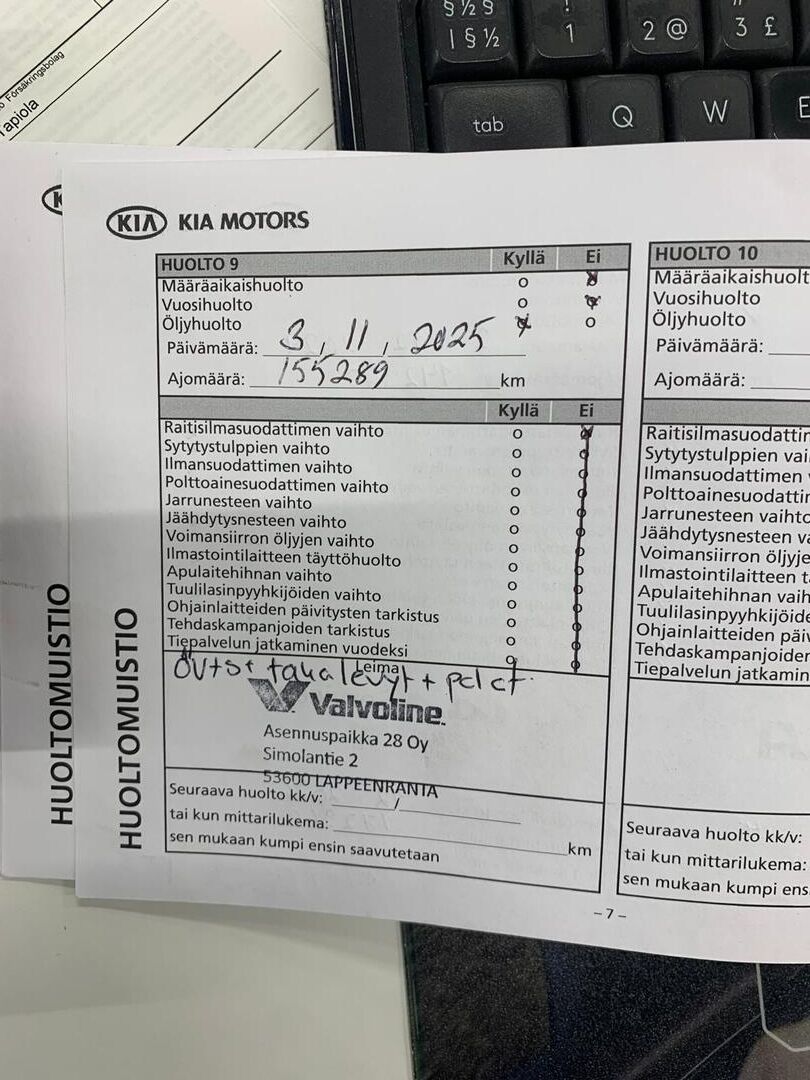 § ½ §
| § ½
!
1
2 @
3 £
tab
Q
W
E
Försäkringsbolag
Tapiola
KIA KIA MOTORS
HUOLTO 9 Kyllä Ei
Määräaikaishuolto o o
Vuosihuolto o o
Öljyhuolto o o
Päivämäärä: 3, 11, 2025
Ajomäärä: 155289 km
Kyllä Ei
Raitisilmasuodattimen vaihto o o
Sytytystulppien vaihto o o
Ilmansuodattimen vaihto o o
Polttoainesuodattimen vaihto o o
Jarrunesteen vaihto o o
Jäähdytysnesteen vaihto o o
Voimansiirron öljyjen vaihto o o
Ilmastointilaitteen täyttöhuolto o o
Apulaitehihnan vaihto o o
Tuulilasinpyyhkijöiden vaihto o o
Ohjainlaitteiden päivitysten tarkistus o o
Tehdaskampanjoiden tarkistus o o
Tiepalvelun jatkaminen vuodeksi o o
Leima
takalevyt +
Valvoline
Asennuspaikka 28 Oy
Simolantie 2
53600 LAPPEENRANTA
Seuraava huolto kk/v: /
tai kun mittarilukema: km
sen mukaan kumpi ensin saavutetaan
HUOLTOMUISTIO
HUOLTOMUISTIO
– 7 –
HUOLTO 10
Määräaikaishuolt
Vuosihuolto
Öljyhuolto
Päivämäärä:
Ajomäärä:
Raitisilmasuodattim
Sytytystulppien vai
Ilmansuodattimen v
Polttoainesuodattir
Jarrunesteen vaihto
Jäähdytysnesteen va
Voimansiirron öljyje
Ilmastointilaitteen tä
Apulaitehihnan vaih
Tuulilasinpyyhkijöide
Ohjainlaitteiden päiv
Tehdaskampanjoiden
Tiepalvelun jatkamin
Seuraava huolto kk/v:
tai kun mittarilukema:
sen mukaan kumpi ens